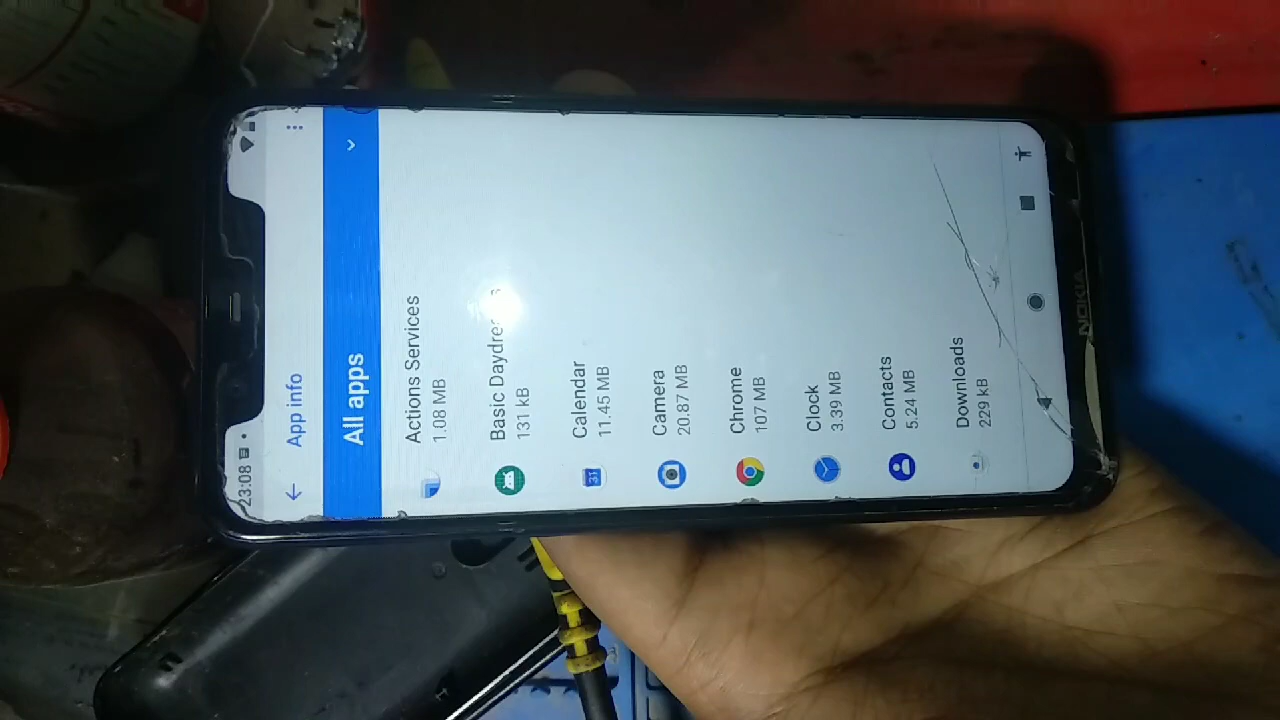 23:08
App info
All apps
Actions Services
1.08 MB
Basic
131 kB
31
Calendar
11.45 MB
Camera
20.87 MB
Chrome
107 MB
Clock
3.39 MB
Contacts
5.24 MB
Downloads
229 kB
NOKIA